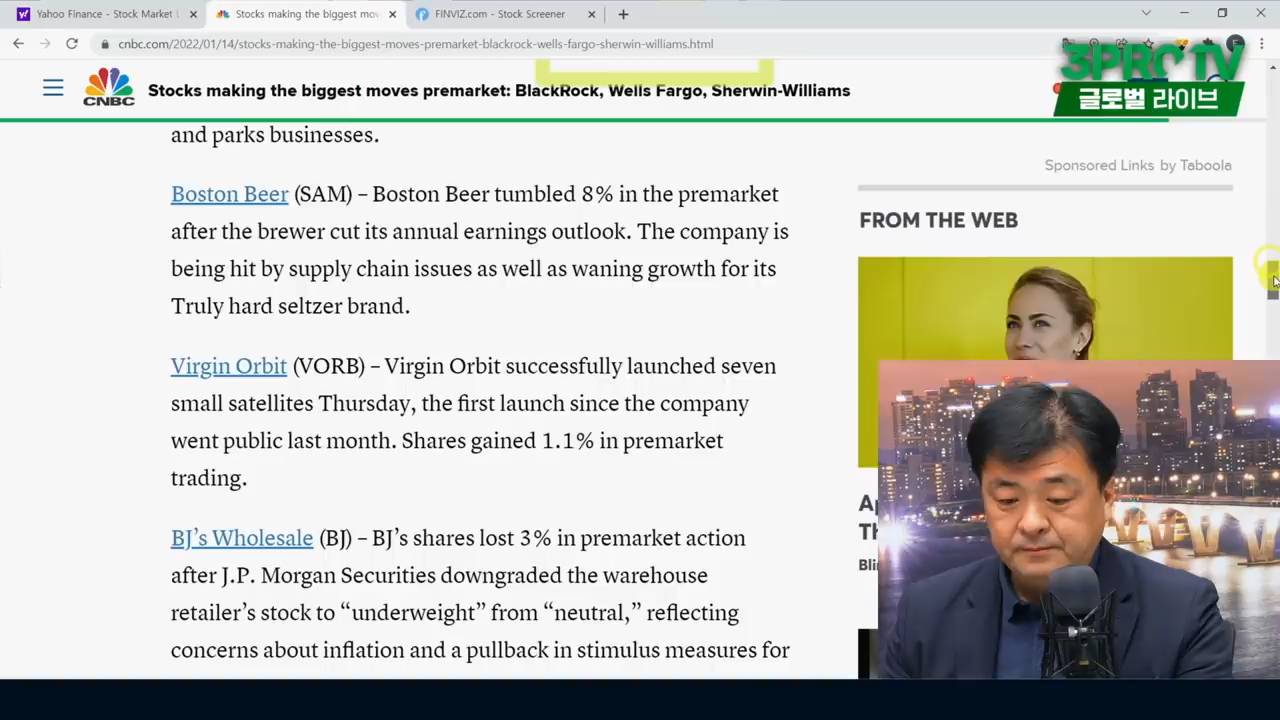 Yahoo Finance - Stock Market L
Stocks making the biggest mov
FINVIZ.com - Stock Screener
cnbc.com/2022/01/14/stocks-making-the-biggest-moves-premarket-blackrock-wells-fargo-sherwin-williams.html
3PRO TV
글로벌 라이브
CNBC
Stocks making the biggest moves premarket: BlackRock, Wells Fargo, Sherwin-Williams
and parks businesses.
Boston Beer (SAM) – Boston Beer tumbled 8% in the premarket
after the brewer cut its annual earnings outlook. The company is
being hit by supply chain issues as well as waning growth for its
Truly hard seltzer brand.
Virgin Orbit (VORB) – Virgin Orbit successfully launched seven
small satellites Thursday, the first launch since the company
went public last month. Shares gained 1.1% in premarket
trading.
BJ’s Wholesale (BJ) – BJ’s shares lost 3% in premarket action
after J.P. Morgan Securities downgraded the warehouse
retailer’s stock to “underweight” from “neutral,” reflecting
concerns about inflation and a pullback in stimulus measures for
Sponsored Links by Taboola
FROM THE WEB